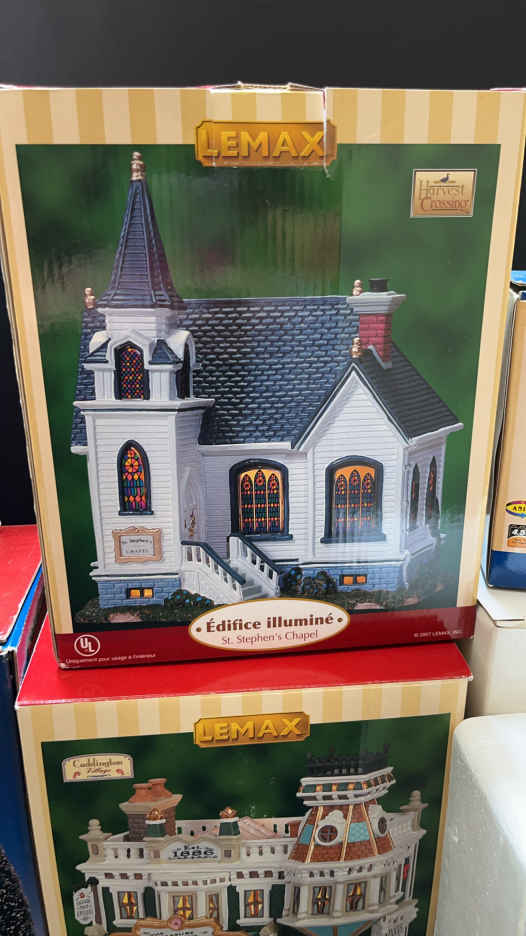 LEMAX
Harvest
Crossing
St. Stephen's
CHAPEL
• Édifice illuminé •
St. Stephen's Chapel
UL
Uniquement pour usage à l'intérieur
© 2007 LEMAX, INC.
LEMAX
Caddington
Village
Est.
1886